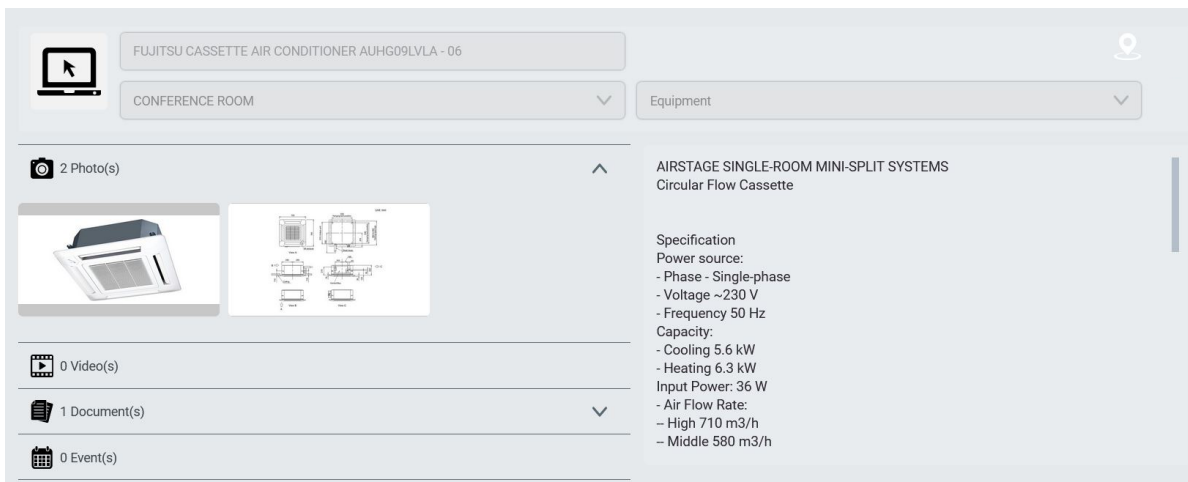 FUJITSU CASSETTE AIR CONDITIONER AUHG09LVLA - 06
CONFERENCE ROOM
Equipment
2 Photo(s)
0 Video(s)
1 Document(s)
0 Event(s)
AIRSTAGE SINGLE-ROOM MINI-SPLIT SYSTEMS
Circular Flow Cassette
Specification
Power source:
- Phase - Single-phase
- Voltage ~230 V
- Frequency 50 Hz
Capacity:
- Cooling 5.6 kW
- Heating 6.3 kW
Input Power: 36 W
- Air Flow Rate:
-- High 710 m3/h
-- Middle 580 m3/h